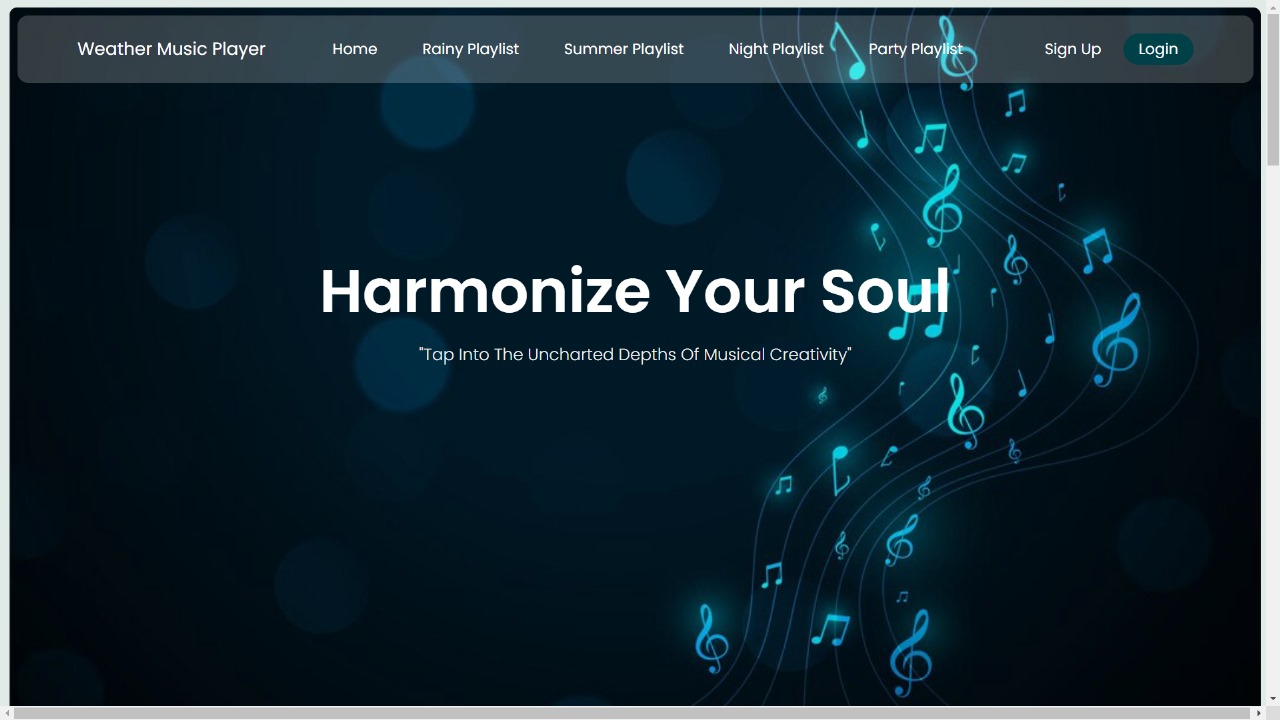 Weather Music Player Home Rainy Playlist Summer Playlist Night Playlist Party Playlist Sign Up Login
Harmonize Your Soul
"Tap Into The Uncharted Depths Of Musical Creativity"